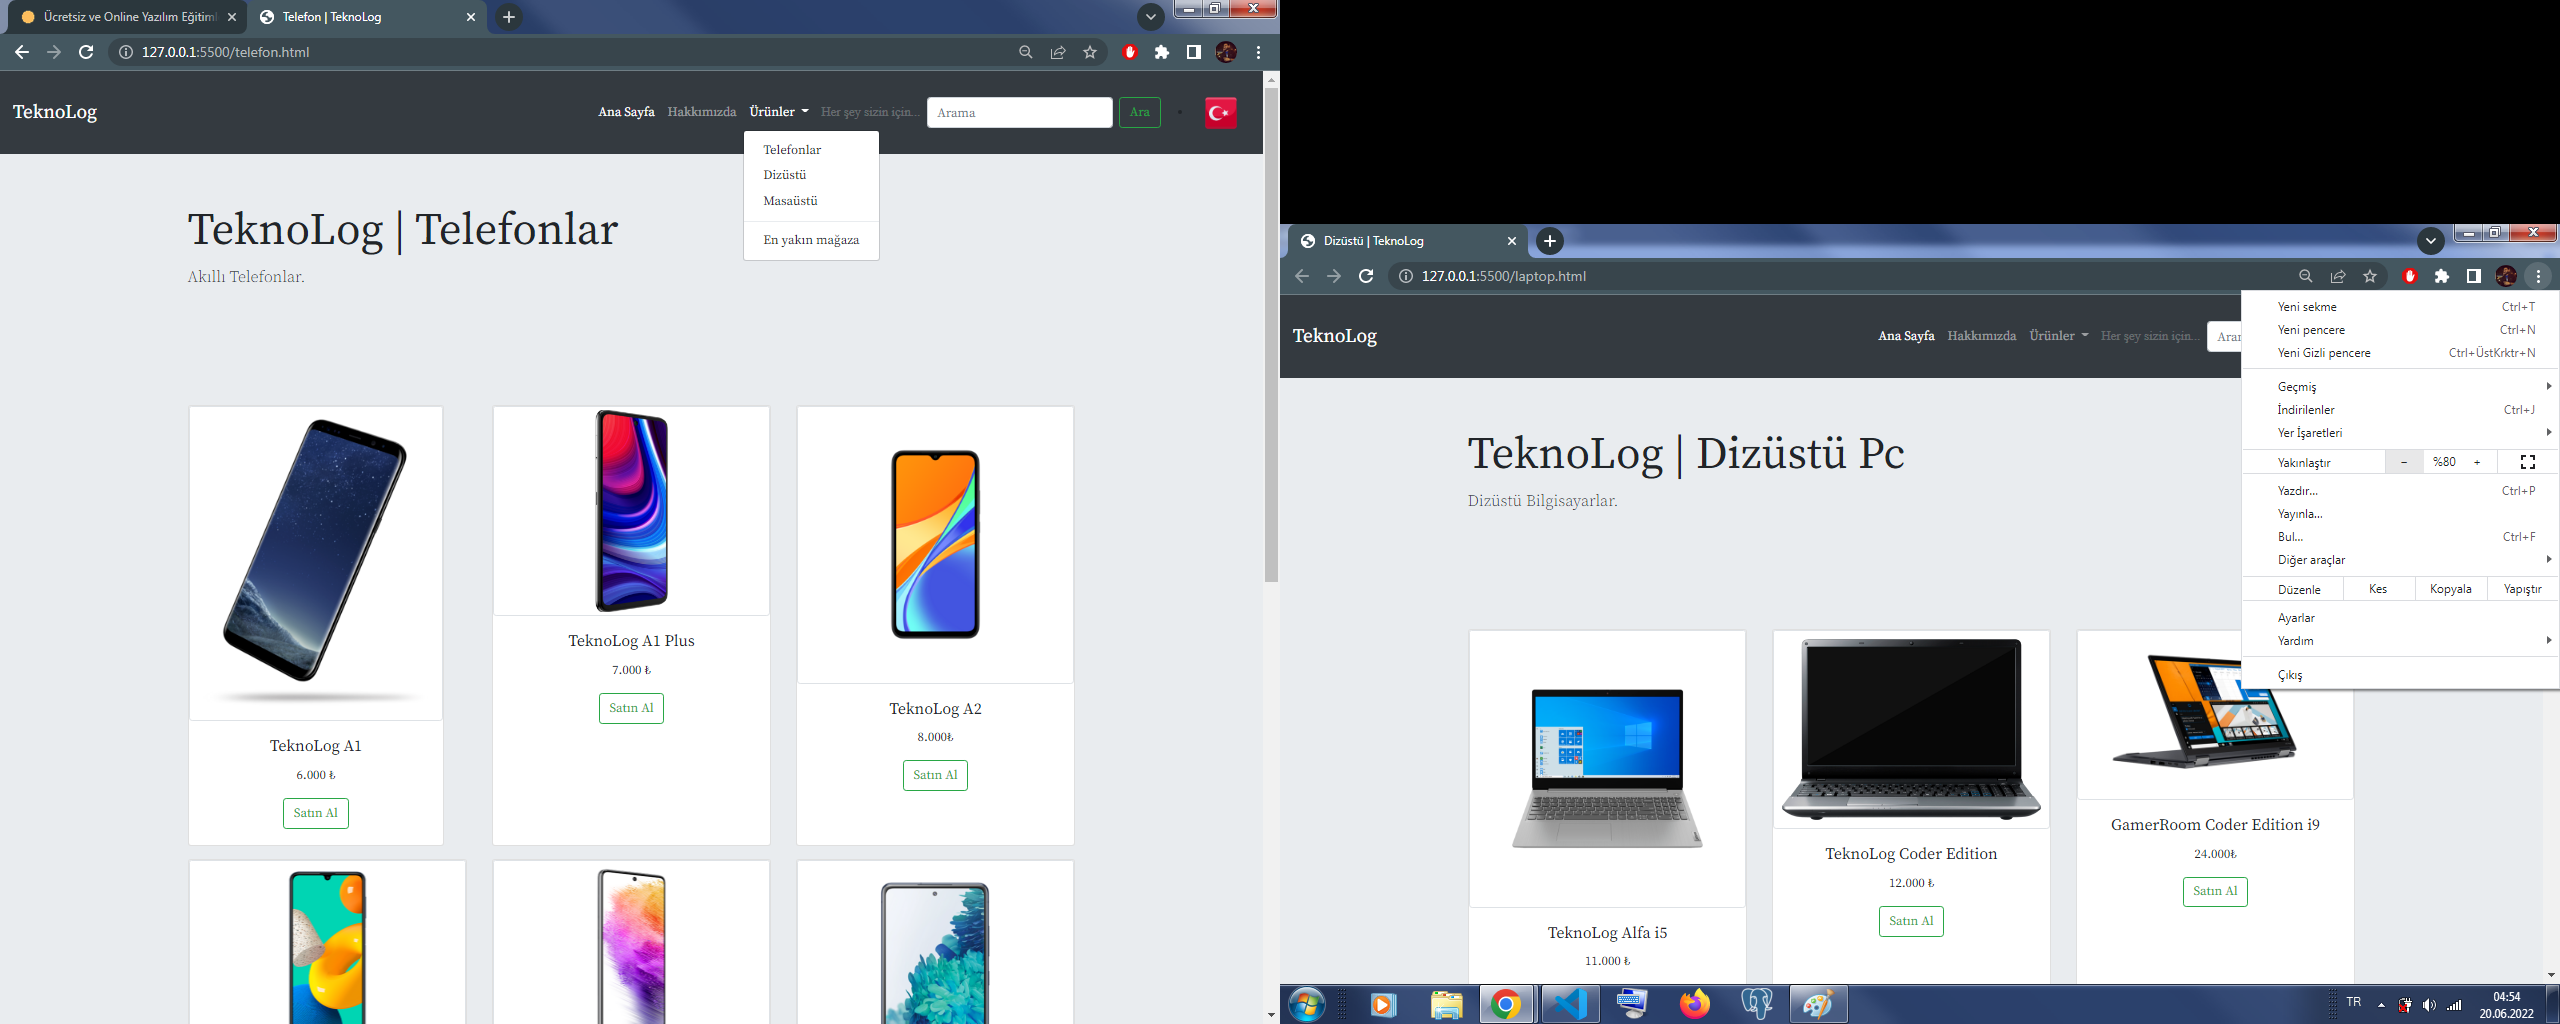 Ücretsiz ve Online Yazılım Eğitiml
Telefon | TeknoLog
127.0.0.1:5500/telefon.html
TeknoLog
Ana Sayfa
Hakkımızda
Ürünler
Her şey sizin için...
Arama
Ara
Telefonlar
Dizüstü
Masaüstü
En yakın mağaza
TeknoLog | Telefonlar
Akıllı Telefonlar.
TeknoLog A1
6.000 ₺
Satın Al
TeknoLog A1 Plus
7.000 ₺
Satın Al
TeknoLog A2
8.000₺
Satın Al
Dizüstü | TeknoLog
127.0.0.1:5500/laptop.html
TeknoLog
Ana Sayfa
Hakkımızda
Ürünler
Her şey sizin için...
Arar
Yeni sekme Ctrl+T
Yeni pencere Ctrl+N
Yeni Gizli pencere Ctrl+ÜstKrktr+N
Geçmiş
İndirilenler Ctrl+J
Yer İşaretleri
Yakınlaştır − %80 +
Yazdır... Ctrl+P
Yayınla...
Bul... Ctrl+F
Diğer araçlar
Düzenle Kes Kopyala Yapıştır
Ayarlar
Yardım
Çıkış
TeknoLog | Dizüstü Pc
Dizüstü Bilgisayarlar.
TeknoLog Alfa i5
11.000 ₺
TeknoLog Coder Edition
12.000 ₺
Satın Al
GamerRoom Coder Edition i9
24.000₺
Satın Al
TR
04:54
20.06.2022